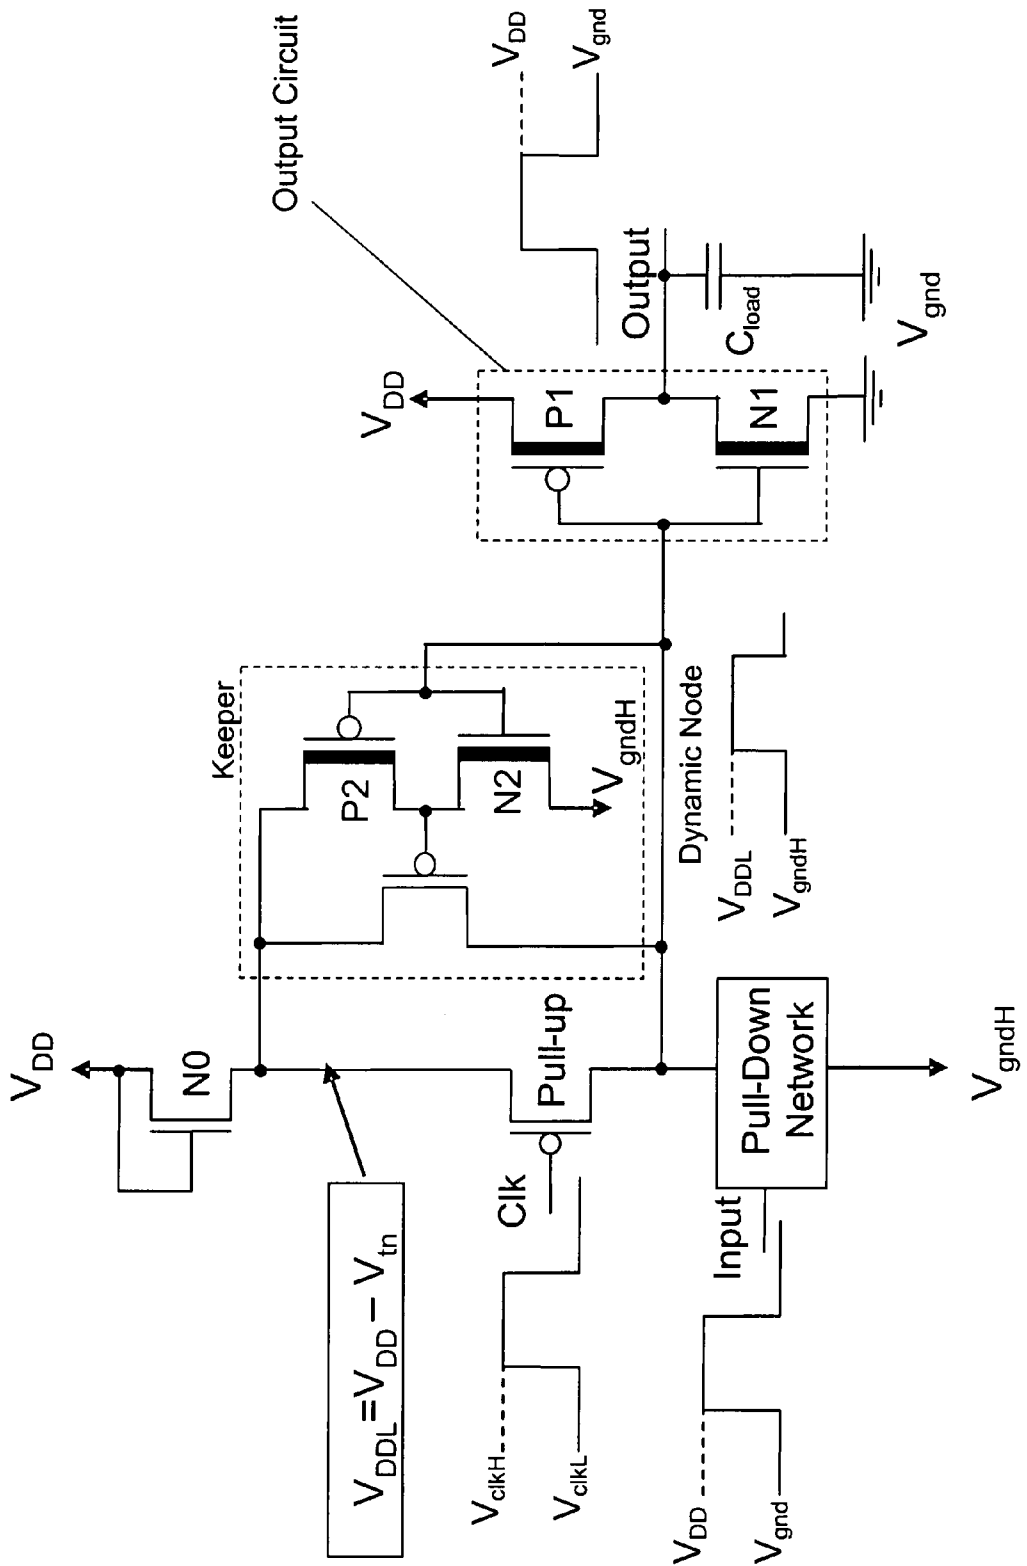 Output Circuit
V_DD
V_gnd
V_DD
P1
N1
Output
C_load
V_gnd
Keeper
P2
N2
V_gndH
Dynamic Node
V_DDL
V_gndH
V_DD
N0
Pull-up
Pull-Down
Network
V_gndH
V_DDL=V_DD – V_tn
Clk
V_clkH
V_clkL
Input
V_DD
V_gnd